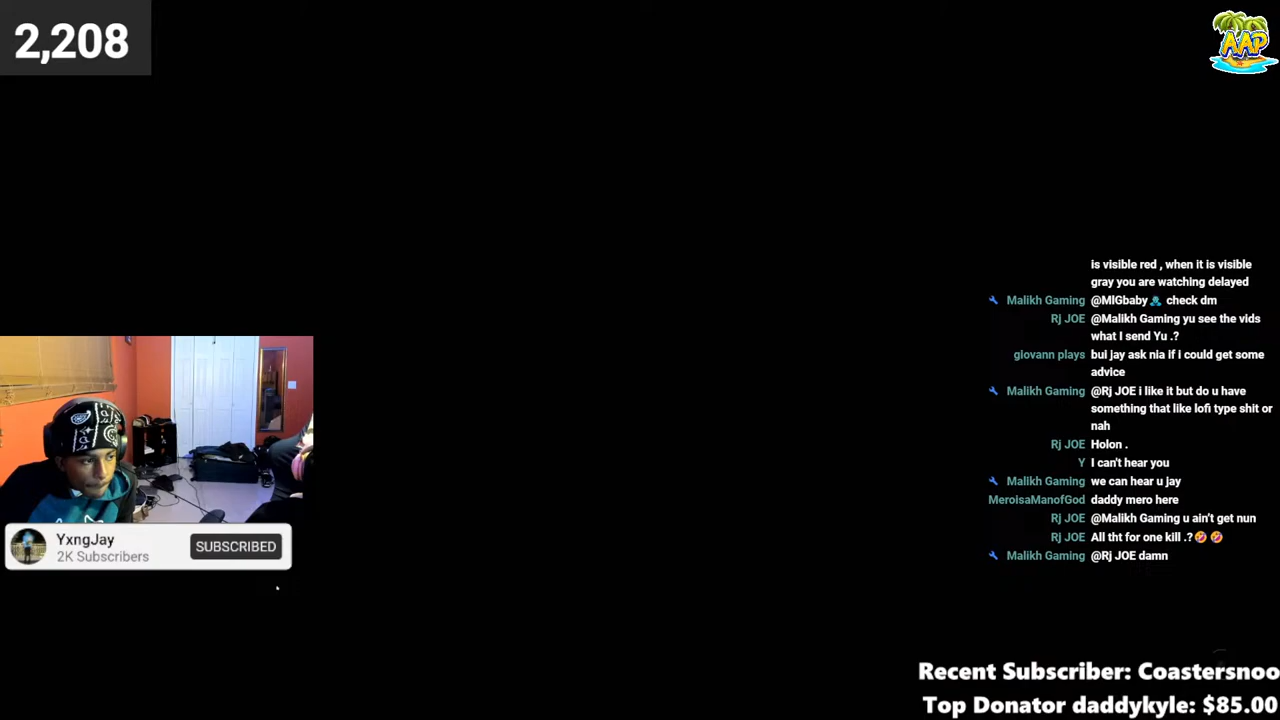 2,208
AAP
is visible red , when it is visible
gray you are watching delayed
Malikh Gaming @MlGbaby check dm
Rj JOE @Malikh Gaming yu see the vids
what I send Yu .?
giovann plays bui jay ask nia if i could get some
advice
Malikh Gaming @Rj JOE i like it but do u have
something that like lofi type shit or
nah
Rj JOE Holon .
Y I can't hear you
Malikh Gaming we can hear u jay
MeroisaManofGod daddy mero here
Rj JOE @Malikh Gaming u ain't get nun
Rj JOE All tht for one kill .?🤣 🤣
Malikh Gaming @Rj JOE damn
YxngJay
2K Subscribers
SUBSCRIBED
Recent Subscriber: Coastersnoo
Top Donator daddykyle: $85.00